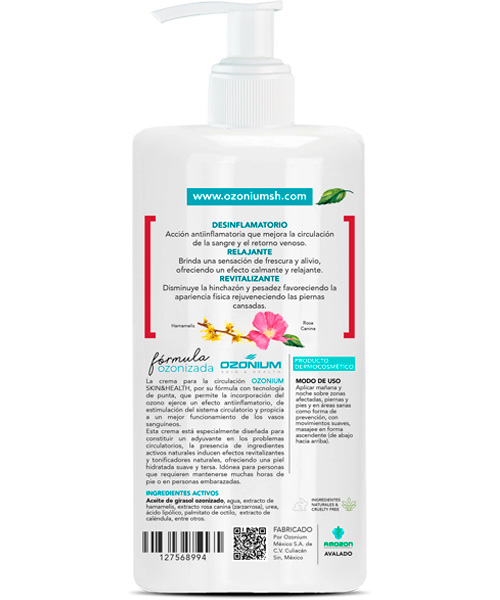 www.ozoniumsh.com
DESINFLAMATORIO
Acción antiinflamatoria que mejora la circulación
de la sangre y el retorno venoso.
RELAJANTE
Brinda una sensación de frescura y alivio,
ofreciendo un efecto calmante y relajante.
REVITALIZANTE
Disminuye la hinchazón y pesadez favoreciendo la
apariencia física rejuveneciendo las piernas
cansadas.
Hamamelis
Rosa
Canina
fórmula
ozonizada
OZONIUM
SKIN & HEALTH
La crema para la circulación OZONIUM
SKIN&HEALTH, por su fórmula con tecnología
de punta, que permite la incorporación del
ozono ejerce un efecto antiinflamatorio, de
estimulación del sistema circulatorio y propicia
a un mejor funcionamiento de los vasos
sanguíneos.
Esta crema está especialmente diseñada para
constituir un adyuvante en los problemas
circulatorios, la presencia de ingredientes
activos naturales inducen efectos revitalizantes
y tonificadores naturales, ofreciendo una piel
hidratada suave y tersa. Idónea para personas
que requieren mantenerse muchas horas de
pie o en personas embarazadas.
INGREDIENTES ACTIVOS
Aceite de girasol ozonizado, agua, extracto de
hamamelis, extracto rosa canina (zarzarrosa), urea,
ácido lipólico, palmitato de octilo, extracto de
caléndula, entre otros.
127568994
PRODUCTO
DERMOCOSMÉTICO
MODO DE USO
Aplicar mañana y
noche sobre zonas
afectadas, piernas y
pies y en áreas sanas
como forma de
prevención, con
movimientos suaves,
masajee en forma
ascendente (de abajo
hacia arriba).
INGREDIENTES
NATURALES &
CRUELTY FREE
FABRICADO
Por Ozonium
México S.A. de
C.V. Culiacán
Sin, México
AMOZON
AVALADO